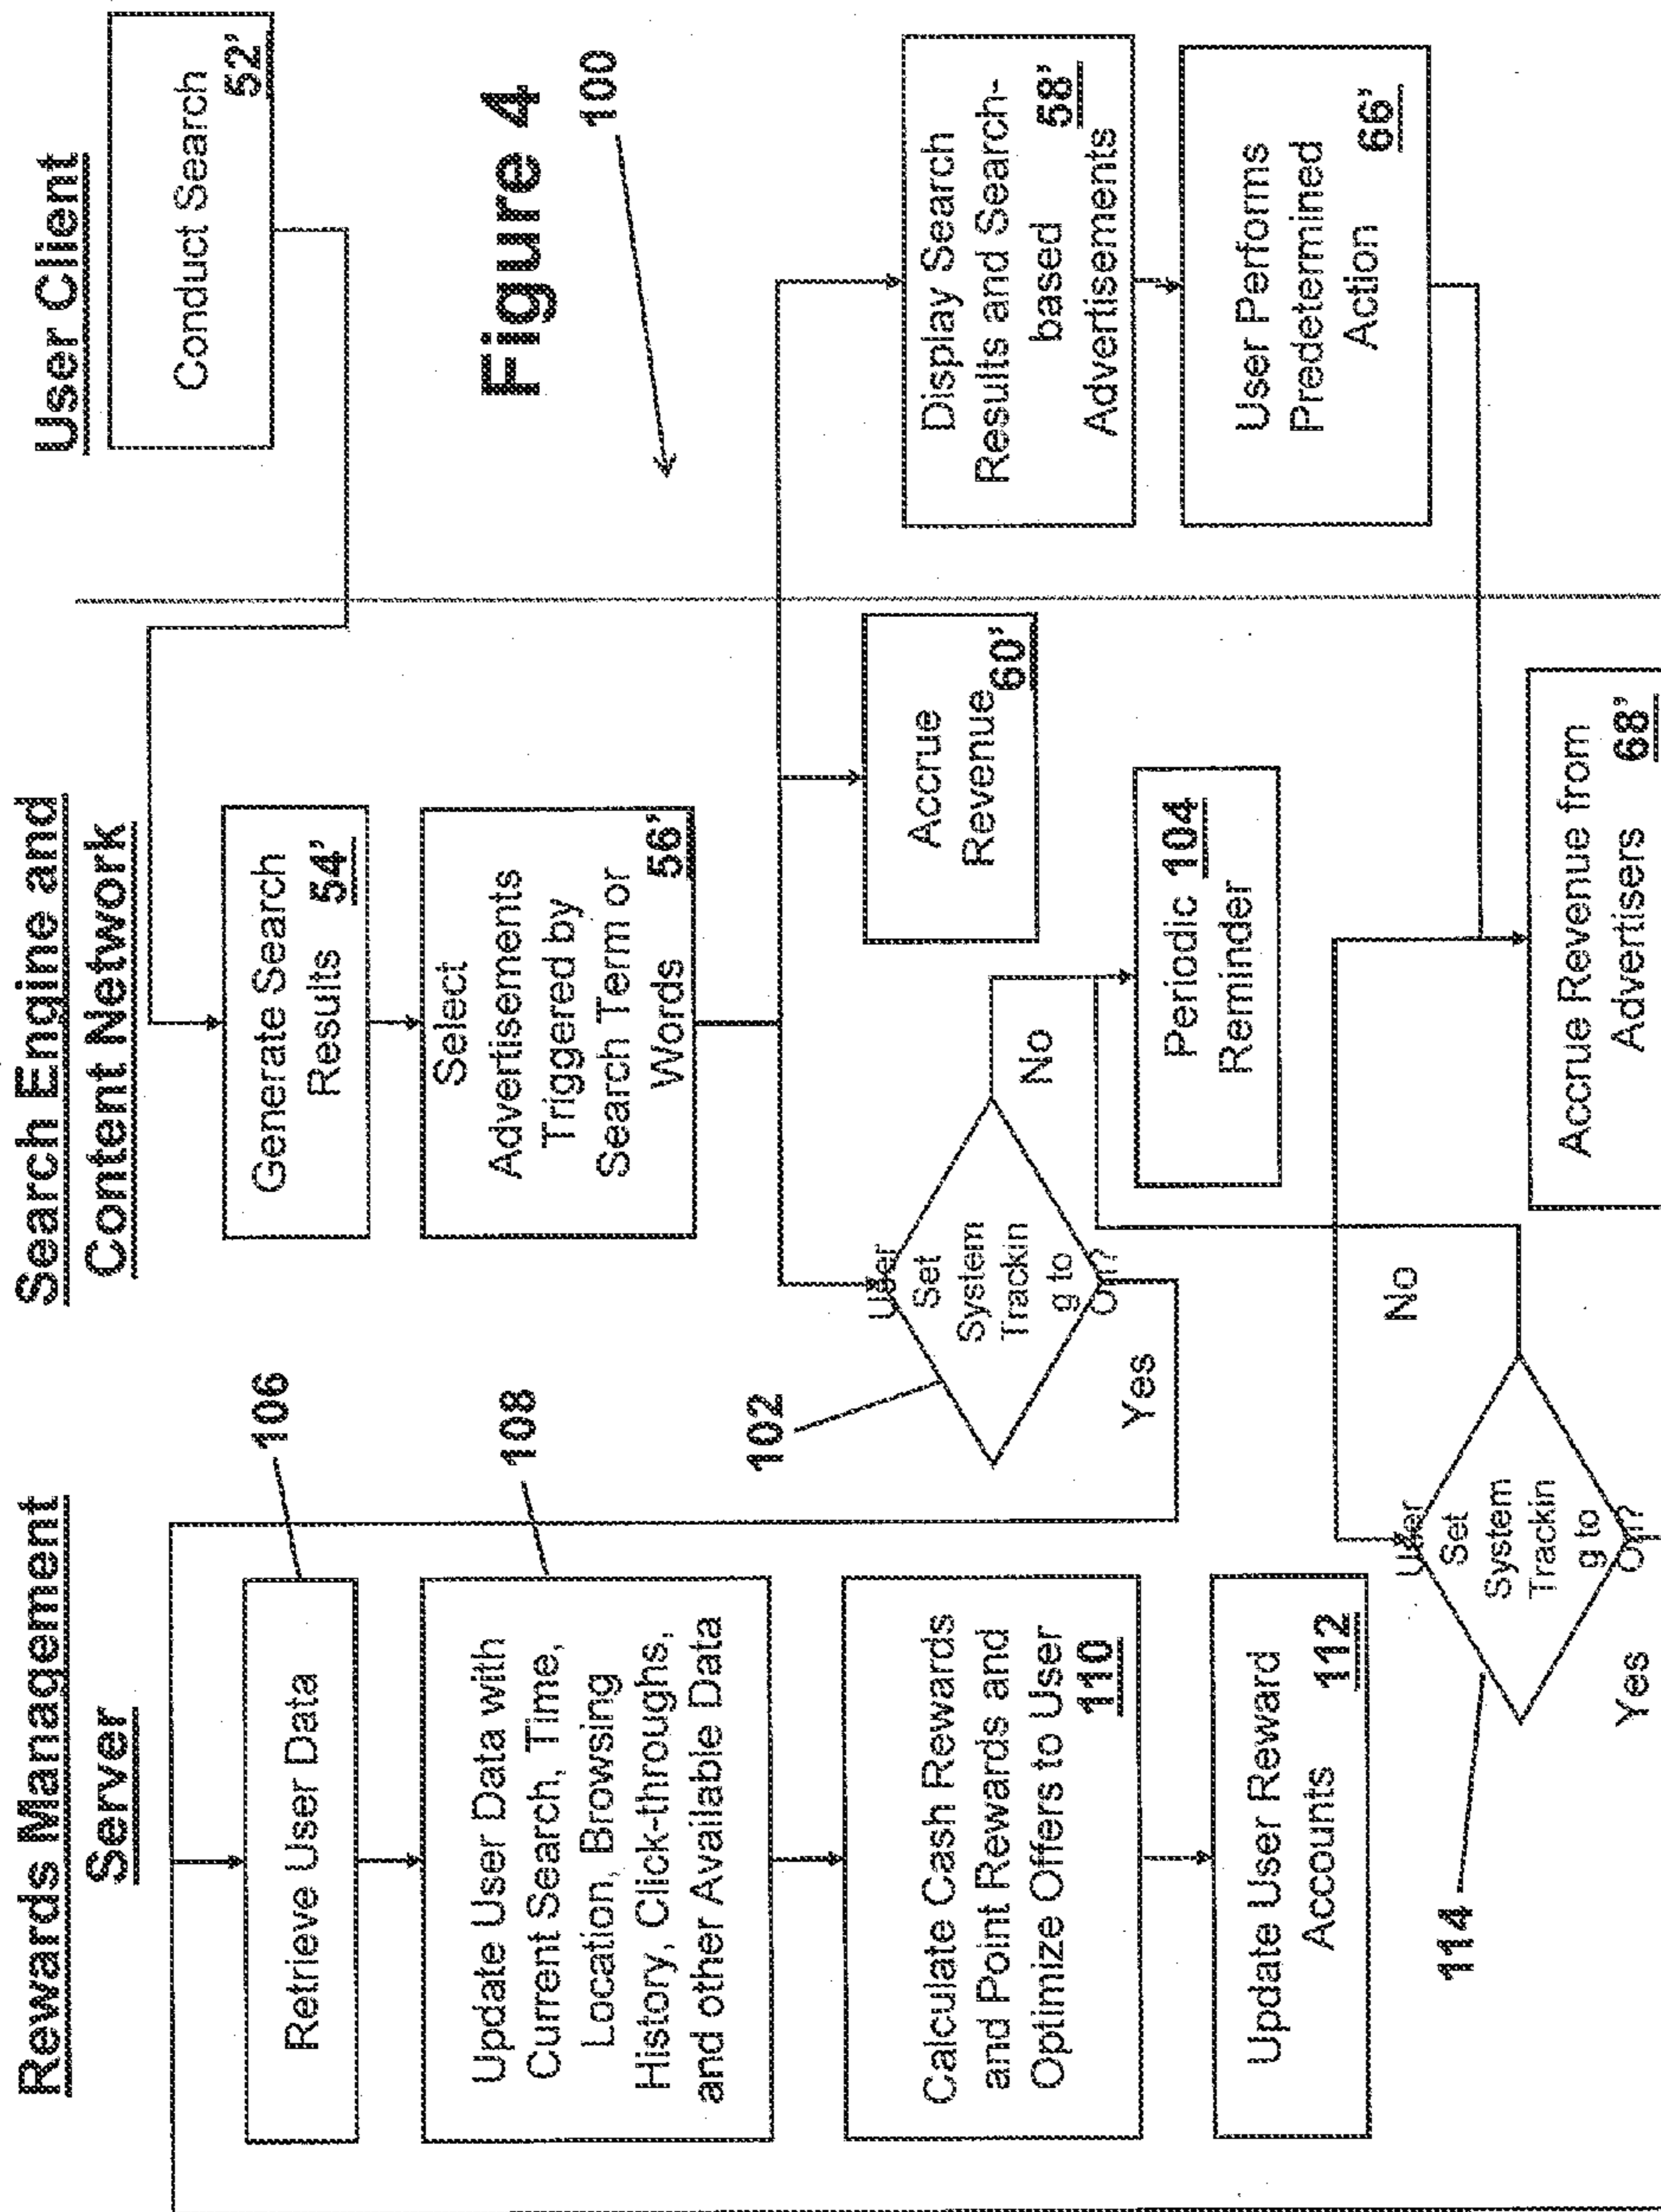 Figure 4
100
Rewards Management
Server
Retrieve User Data
106
Update User Data with
Current Search, Time,
Location, Browsing
History, Click-throughs,
and other Available Data
108
Calculate Cash Rewards
and Point Rewards and
Optimize Offers to User
110
Update User Reward
Accounts 112
Search Engine and
Content Network
Generate Search
Results 54'
Select
Advertisements
Triggered by
Search Term or
Words 56'
User
Set
System
Trackin
g to
On?
102
Yes
No
Accrue
Revenue 60'
Periodic 104
Reminder
User
Set
System
Trackin
g to
On?
114
Yes
No
Accrue Revenue from
Advertisers 68'
User Client
Conduct Search
52'
Display Search
Results and Search-
based 58'
Advertisements
User Performs
Predetermined
Action 66'